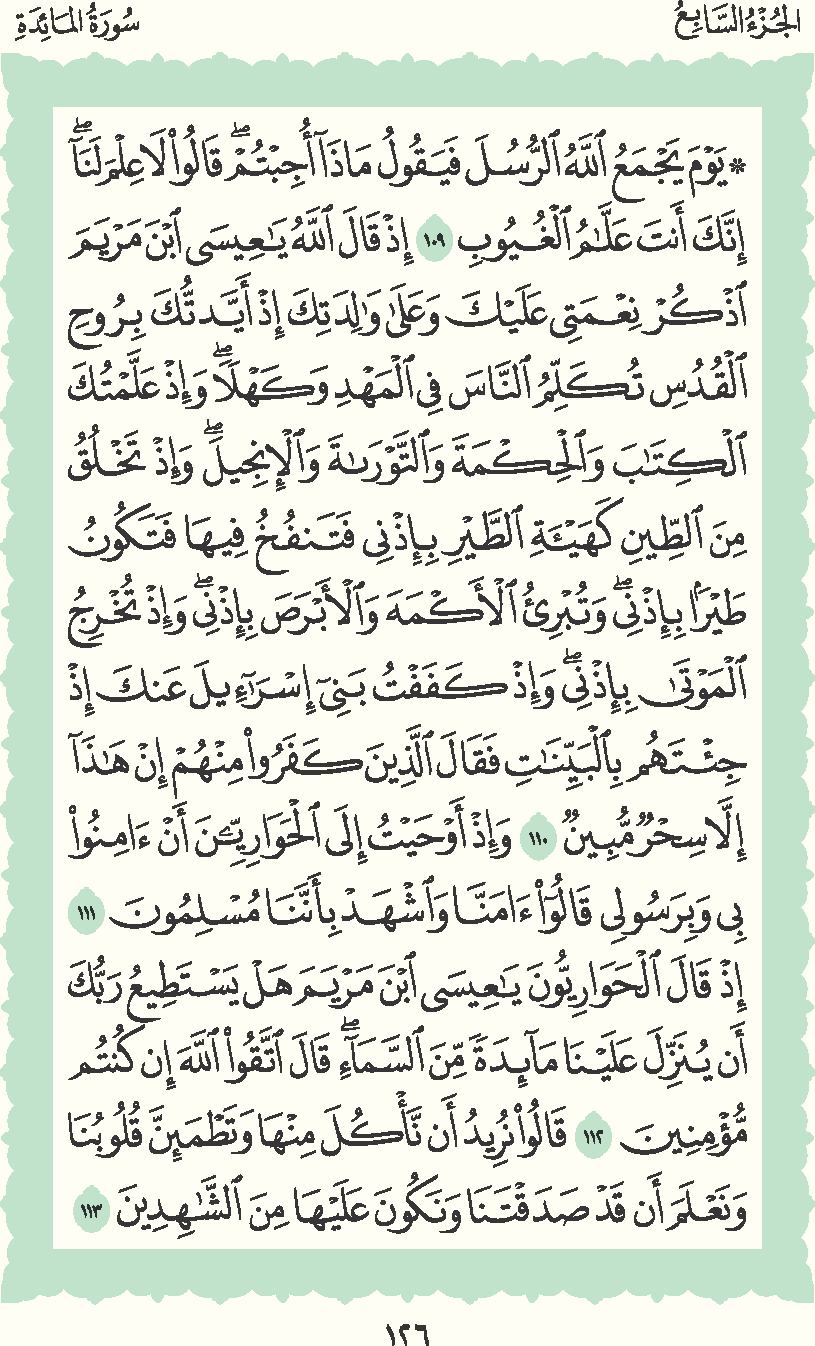 الجُزْءُ السَّابِعُ
سُورَةُ المَائِدَةِ
۞ يَوْمَ يَجْمَعُ ٱللَّهُ ٱلرُّسُلَ فَيَقُولُ مَاذَآ أُجِبْتُمْۖ قَالُوا۟ لَا عِلْمَ لَنَآۖ
إِنَّكَ أَنتَ عَلَّـٰمُ ٱلْغُيُوبِ ١٠٩ إِذْ قَالَ ٱللَّهُ يَـٰعِيسَى ٱبْنَ مَرْيَمَ
ٱذْكُرْ نِعْمَتِى عَلَيْكَ وَعَلَىٰ وَٰلِدَتِكَ إِذْ أَيَّدتُّكَ بِرُوحِ
ٱلْقُدُسِ تُكَلِّمُ ٱلنَّاسَ فِى ٱلْمَهْدِ وَكَهْلًاۖ وَإِذْ عَلَّمْتُكَ
ٱلْكِتَـٰبَ وَٱلْحِكْمَةَ وَٱلتَّوْرَىٰةَ وَٱلْإِنجِيلَۖ وَإِذْ تَخْلُقُ
مِنَ ٱلطِّينِ كَهَيْـَٔةِ ٱلطَّيْرِ بِإِذْنِى فَتَنفُخُ فِيهَا فَتَكُونُ
طَيْرًۢا بِإِذْنِىۖ وَتُبْرِئُ ٱلْأَكْمَهَ وَٱلْأَبْرَصَ بِإِذْنِىۖ وَإِذْ تُخْرِجُ
ٱلْمَوْتَىٰ بِإِذْنِىۖ وَإِذْ كَفَفْتُ بَنِىٓ إِسْرَٰٓءِيلَ عَنكَ إِذْ
جِئْتَهُم بِٱلْبَيِّنَـٰتِ فَقَالَ ٱلَّذِينَ كَفَرُوا۟ مِنْهُمْ إِنْ هَـٰذَآ
إِلَّا سِحْرٌ مُّبِينٌ ١١٠ وَإِذْ أَوْحَيْتُ إِلَى ٱلْحَوَارِيِّـۧنَ أَنْ ءَامِنُوا۟
بِى وَبِرَسُولِى قَالُوٓا۟ ءَامَنَّا وَٱشْهَدْ بِأَنَّنَا مُسْلِمُونَ ١١١
إِذْ قَالَ ٱلْحَوَارِيُّونَ يَـٰعِيسَى ٱبْنَ مَرْيَمَ هَلْ يَسْتَطِيعُ رَبُّكَ
أَن يُنَزِّلَ عَلَيْنَا مَآئِدَةً مِّنَ ٱلسَّمَآءِۖ قَالَ ٱتَّقُوا۟ ٱللَّهَ إِن كُنتُم
مُّؤْمِنِينَ ١١٢ قَالُوا۟ نُرِيدُ أَن نَّأْكُلَ مِنْهَا وَتَطْمَئِنَّ قُلُوبُنَا
وَنَعْلَمَ أَن قَدْ صَدَقْتَنَا وَنَكُونَ عَلَيْهَا مِنَ ٱلشَّـٰهِدِينَ ١١٣
١٢٦